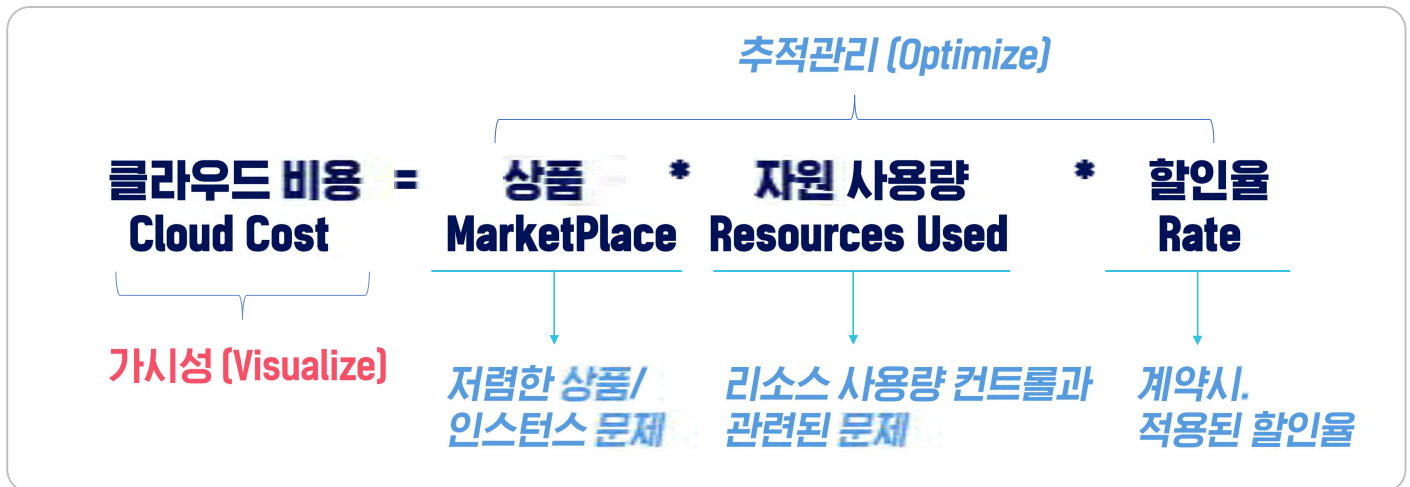 추적관리 (Optimize)
클라우드 비용 = 상품 * 자원 사용량 * 할인율
Cloud Cost MarketPlace Resources Used Rate
가시성 (Visualize)
저렴한 상품/
인스턴스 문제
리소스 사용량 컨트롤과
관련된 문제
계약시.
적용된 할인율